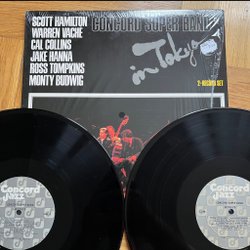 SCOTT HAMILTON
WARREN VACHÉ
CAL COLLINS
JAKE HANNA
ROSS TOMPKINS
MONTY BUDWIG
CONCORD SUPER BAND
in Tokyo
2-RECORD SET
Concord
Jazz
Concord
Jazz